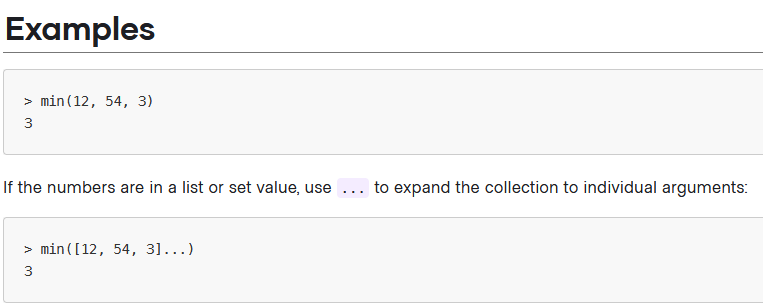 Examples
> min(12, 54, 3)
3
If the numbers are in a list or set value, use ... to expand the collection to individual arguments:
> min([12, 54, 3]...)
3